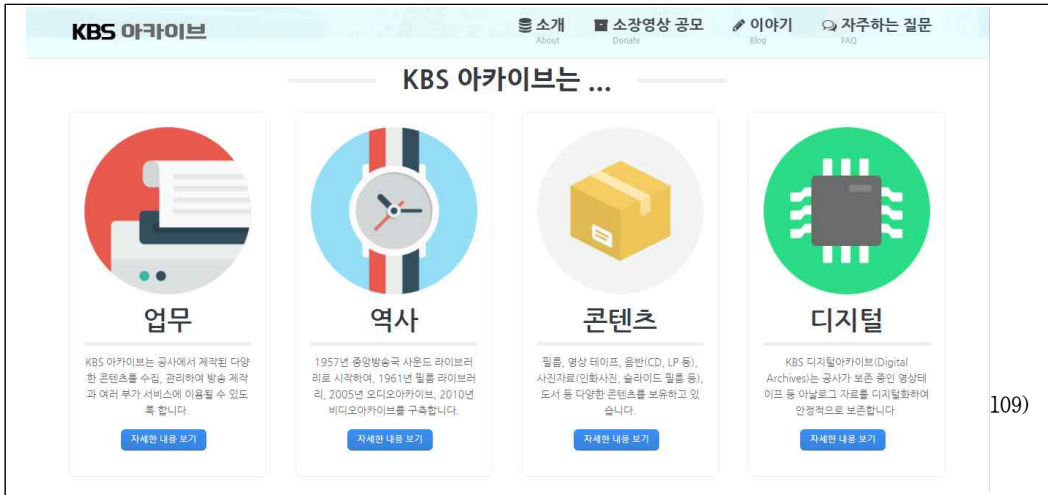 KBS 아카이브
소개 소장영상 공모 이야기 자주하는 질문
About Donate Blog FAQ
KBS 아카이브는 ...
업무
KBS 아카이브는 공사에서 제작된 다양
한 콘텐츠를 수집, 관리하여 방송 제작
과 여러 부가 서비스에 이용될 수 있도
록 합니다.
자세한 내용 보기
역사
1957년 중앙방송국 사운드 라이브러
리로 시작하여, 1961년 필름 라이브러
리, 2005년 오디오아카이브, 2010년
비디오아카이브를 구축합니다.
자세한 내용 보기
콘텐츠
필름, 영상 테이프, 음반(CD, LP 등),
사진자료(인화사진, 슬라이드 필름 등),
도서 등 다양한 콘텐츠를 보유하고 있
습니다.
자세한 내용 보기
디지털
KBS 디지털아카이브(Digital
Archives)는 공사가 보존 중인 영상테
이프 등 아날로그 자료를 디지털화하여
안정적으로 보존합니다.
자세한 내용 보기
109)